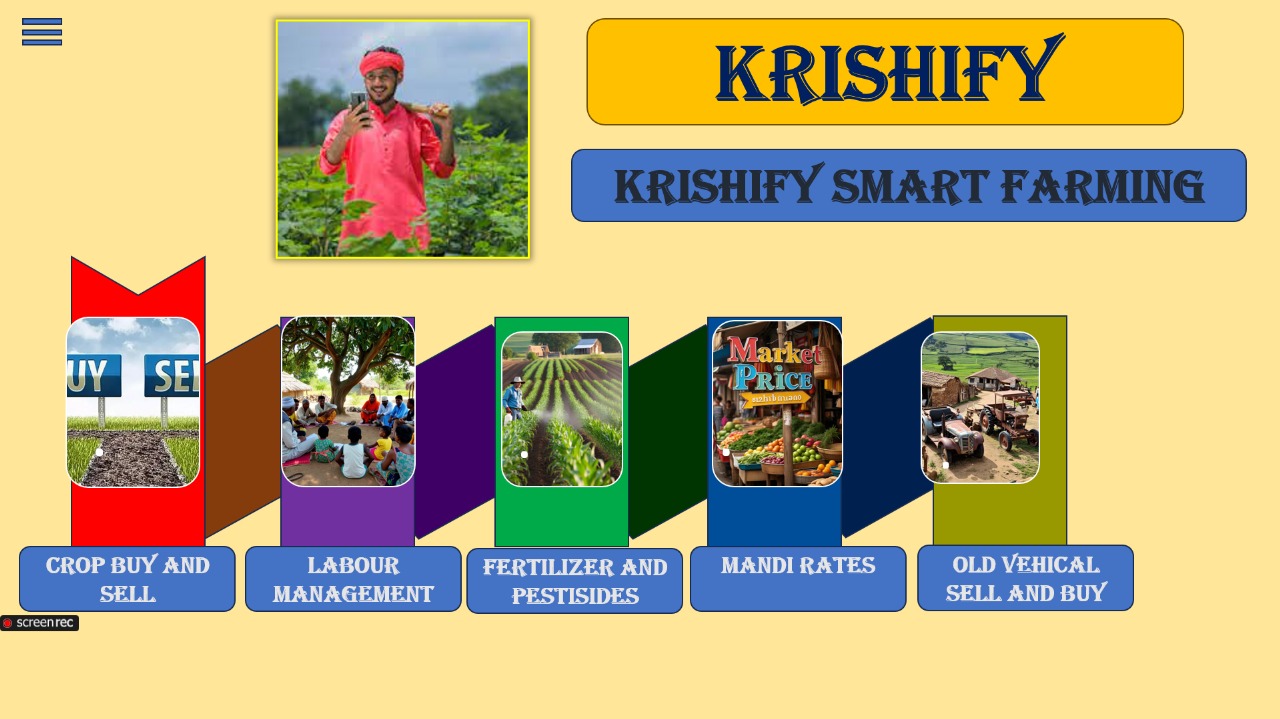 KRISHIFY
KRISHIFY SMART FARMING
UY SE
Market
PRICE
CROP BUY AND
SELL
LABOUR
MANAGEMENT
FERTILIZER AND
PESTISIDES
MANDI RATES
OLD VEHICAL
SELL AND BUY
screenrec